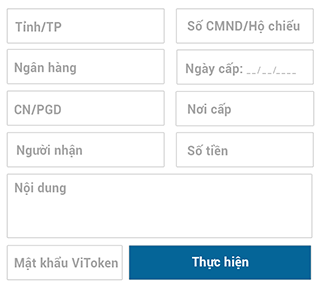 Tỉnh/TP
Số CMND/Hộ chiếu
Ngân hàng
Ngày cấp: __/__/____
CN/PGD
Nơi cấp
Người nhận
Số tiền
Nội dung
Mật khẩu ViToken
Thực hiện